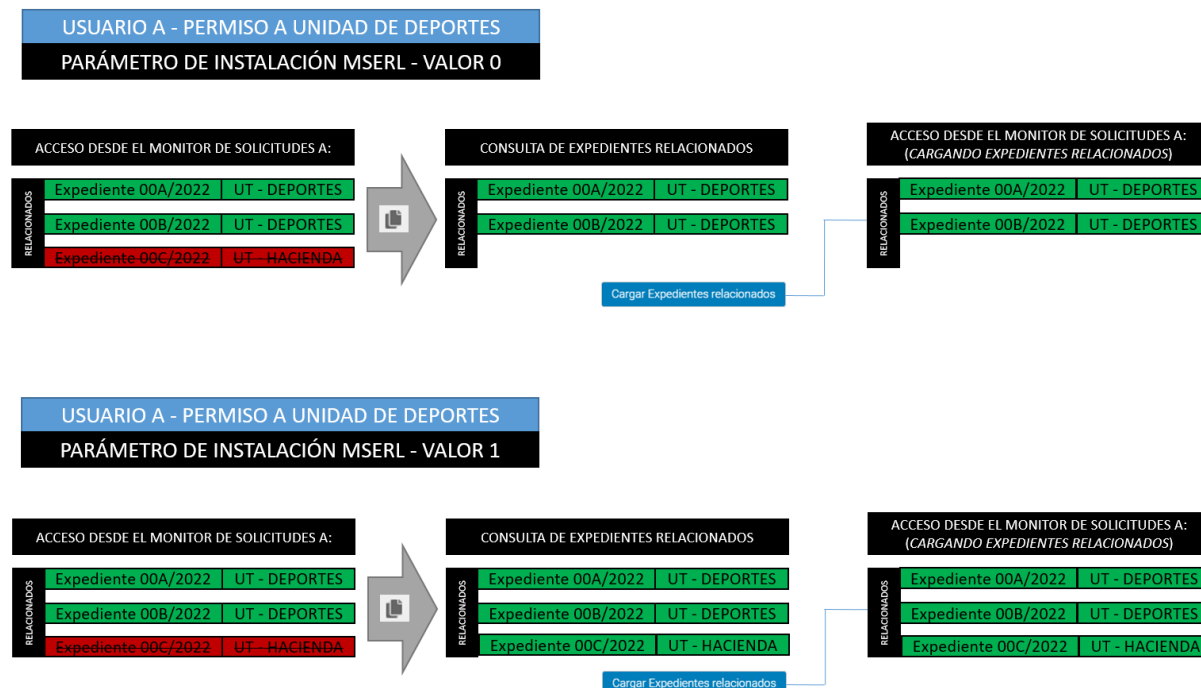 USUARIO A - PERMISO A UNIDAD DE DEPORTES
PARÁMETRO DE INSTALACIÓN MSERL - VALOR 0
ACCESO DESDE EL MONITOR DE SOLICITUDES A:
RELACIONADOS
Expediente 00A/2022 UT - DEPORTES
Expediente 00B/2022 UT - DEPORTES
Expediente 00C/2022 UT - HACIENDA
CONSULTA DE EXPEDIENTES RELACIONADOS
RELACIONADOS
Expediente 00A/2022 UT - DEPORTES
Expediente 00B/2022 UT - DEPORTES
Cargar Expedientes relacionados
ACCESO DESDE EL MONITOR DE SOLICITUDES A:
(CARGANDO EXPEDIENTES RELACIONADOS)
RELACIONADOS
Expediente 00A/2022 UT - DEPORTES
Expediente 00B/2022 UT - DEPORTES
USUARIO A - PERMISO A UNIDAD DE DEPORTES
PARÁMETRO DE INSTALACIÓN MSERL - VALOR 1
ACCESO DESDE EL MONITOR DE SOLICITUDES A:
RELACIONADOS
Expediente 00A/2022 UT - DEPORTES
Expediente 00B/2022 UT - DEPORTES
Expediente 00C/2022 UT - HACIENDA
CONSULTA DE EXPEDIENTES RELACIONADOS
RELACIONADOS
Expediente 00A/2022 UT - DEPORTES
Expediente 00B/2022 UT - DEPORTES
Expediente 00C/2022 UT - HACIENDA
Cargar Expedientes relacionados
ACCESO DESDE EL MONITOR DE SOLICITUDES A:
(CARGANDO EXPEDIENTES RELACIONADOS)
RELACIONADOS
Expediente 00A/2022 UT - DEPORTES
Expediente 00B/2022 UT - DEPORTES
Expediente 00C/2022 UT - HACIENDA